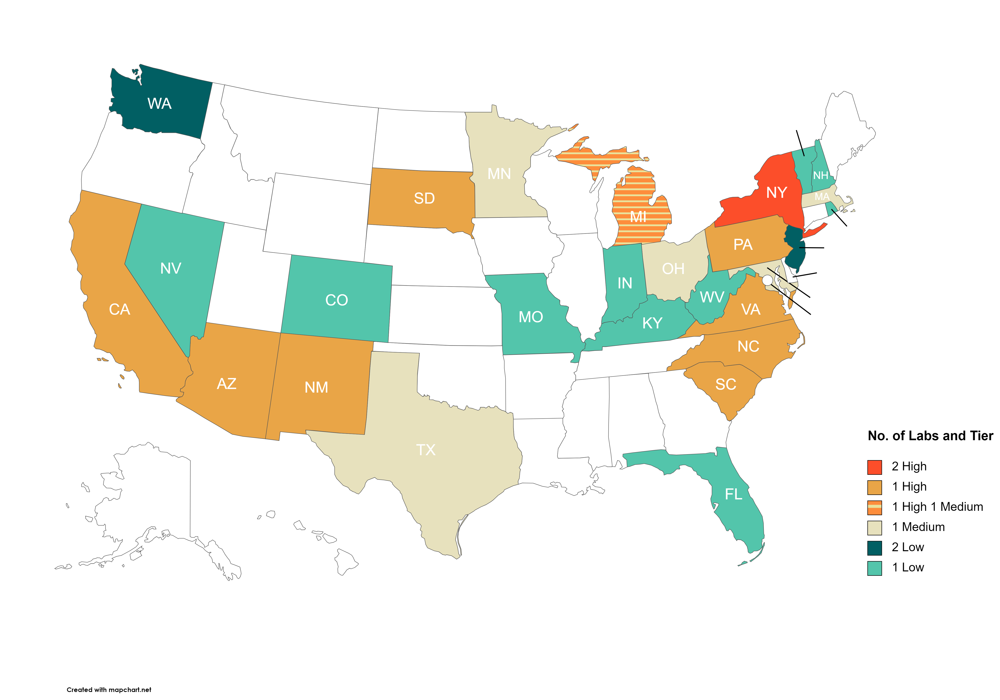 WA
MN
NH
NY
MA
SD
MI
PA
NV
OH
IN
CO
WV
CA
MO
VA
KY
NC
AZ
NM
SC
No. of Labs and Tier
TX
2 High
1 High
FL
1 High 1 Medium
1 Medium
2 Low
1 Low
Created with mapchart.net